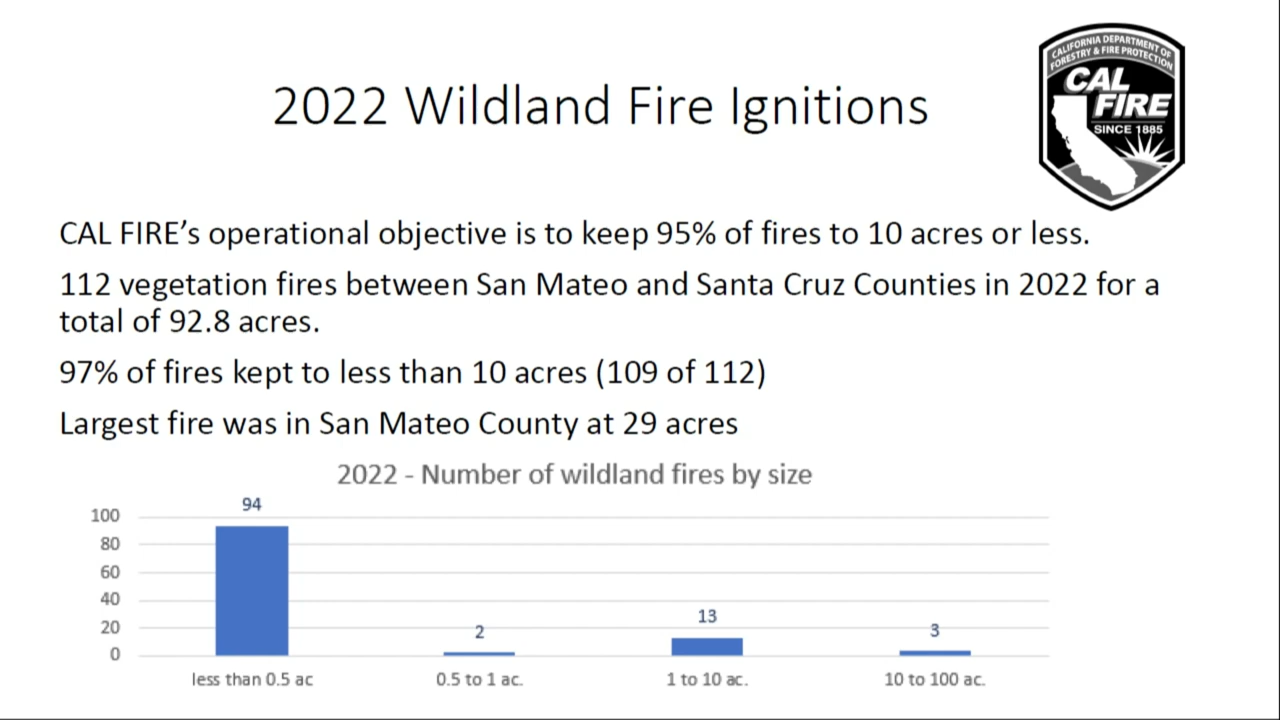 CALIFORNIA DEPARTMENT OF
FORESTRY & FIRE PROTECTION
CAL
FIRE
SINCE 1885
2022 Wildland Fire Ignitions
CAL FIRE’s operational objective is to keep 95% of fires to 10 acres or less.
112 vegetation fires between San Mateo and Santa Cruz Counties in 2022 for a
total of 92.8 acres.
97% of fires kept to less than 10 acres (109 of 112)
Largest fire was in San Mateo County at 29 acres
2022 - Number of wildland fires by size
94
100
80
60
40
20
0
2
13
3
less than 0.5 ac
0.5 to 1 ac.
1 to 10 ac.
10 to 100 ac.